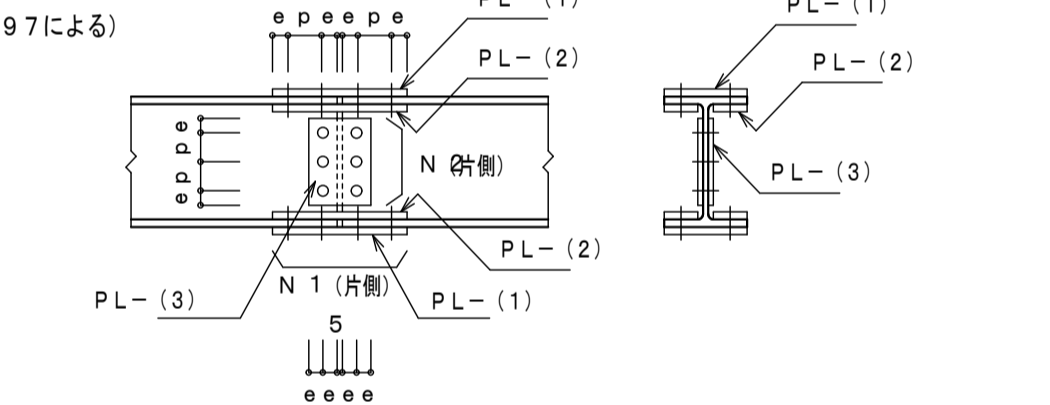 97による)
e p e e p e
PL-(1)
PL-(2)
e p p e
N 2(片側)
PL-(2)
N 1(片側)
PL-(3)
PL-(1)
5
e e e e
PL-(1)
PL-(2)
PL-(3)